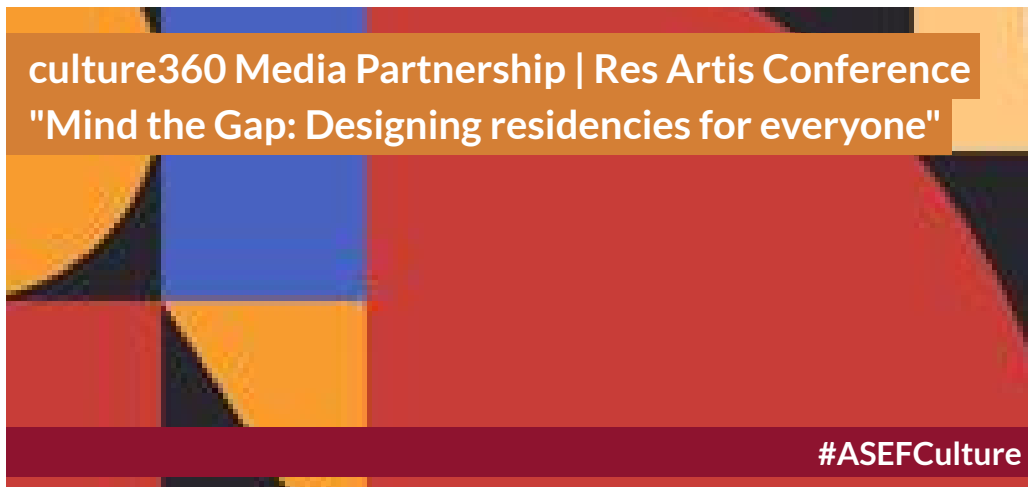 culture360 Media Partnership | Res Artis Conference
"Mind the Gap: Designing residencies for everyone"
#ASEFCulture